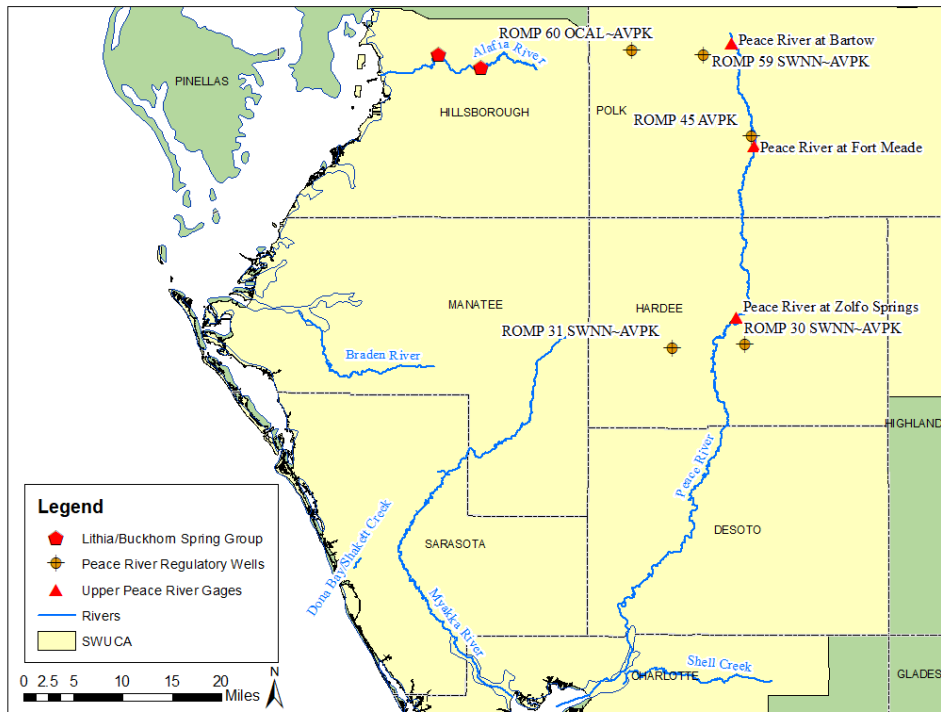 ROMP 60 OCAL~AVPK
Peace River at Bartow
Alafia River
ROMP 59 SWNN~AVPK
PINELLAS
HILLSBOROUGH
POLK
ROMP 45 AVPK
Peace River at Fort Meade
MANATEE
HARDEE
Peace River at Zolfo Springs
ROMP 31 SWNN~AVPK
ROMP 30 SWNN~AVPK
Braden River
HIGHLAND
Peace River
DESOTO
SARASOTA
Dona Bay/Shakett Creek
Myakka River
Shell Creek
CHARLOTTE
GLADES
Legend
Lithia/Buckhorn Spring Group
Peace River Regulatory Wells
Upper Peace River Gages
Rivers
SWUCA
N
0 2.5 5 10 15 20
Miles